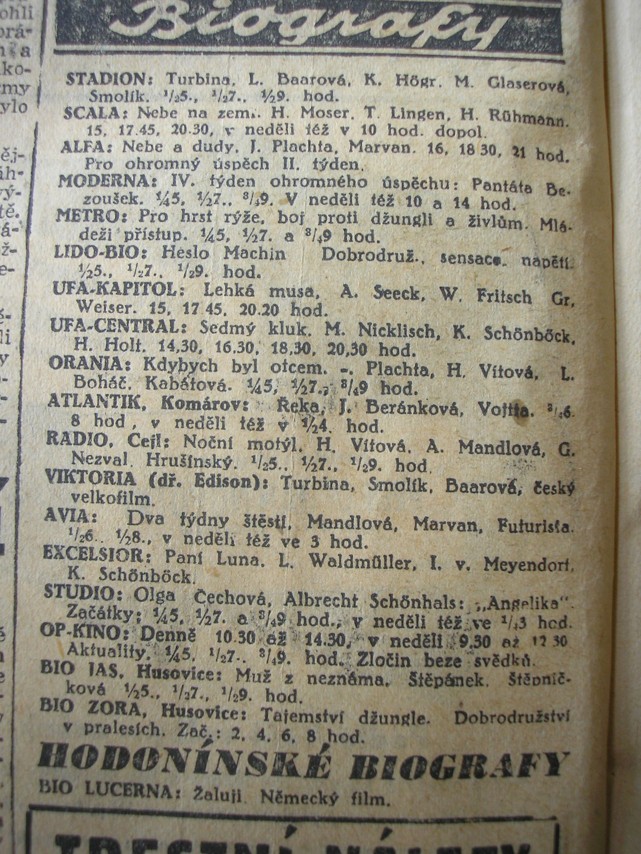 Biografy
STADION: Turbina, L. Baarová, K. Högr, M. Glaserová,
Smolík. ½5., ½7., ½9. hod.
SCALA: Nebe na zemi. H. Moser, T. Lingen, H. Rühmann.
15, 17.45, 20.30, v neděli též v 10 hod. dopol.
ALFA: Nebe a dudy, J. Plachta, Marvan. 16, 18 30, 21 hod.
Pro ohromný úspěch II. týden.
MODERNA: IV. týden ohromného úspěchu: Pantáta Be-
zoušek. ¼5, ½7., ¾9. V neděli též 10 a 14 hod.
METRO: Pro hrst rýže, boj proti džungli a živlům. Mlá-
deži přístup. ¼5, ½7. a ¾9 hod.
LIDO-BIO: Heslo Machin Dobrodruž., sensace, napětí.
½5., ½7., ½9. hod.
UFA-KAPITOL: Lehká musa, A. Seeck, W. Fritsch Gr.
Weiser. 15, 17 45, 20.20 hod.
UFA-CENTRAL: Sedmý kluk. M. Nicklisch, K. Schönböck,
H. Holt. 14,30, 16.30, 18,30, 20,30 hod.
ORANIA: Kdybych byl otcem. -. Plachta, H. Vítová, L.
Boháč, Kabátová. ¼5, ½7., ¾9 hod.
ATLANTIK, Komárov: Řeka, J. Beránková, Vojta.
8 hod., v neděli též v ¼4. hod.
RADIO, Cejl: Noční motýl, H. Vítová, A. Mandlová, G.
Nezval, Hrušínský. ½5., ½7., ½9. hod.
VIKTORIA (dř. Edison): Turbina, Smolík, Baarová, český
velkofilm.
AVIA: Dva týdny štěstí, Mandlová, Marvan, Futurista.
½6. ½8., v neděli též ve 3 hod.
EXCELSIOR: Paní Luna. L. Waldmüller, I. v. Meyendorf,
K. Schönböck.
STUDIO: Olga Čechová, Albrecht Schönhals: „Angelika“.
Začátky: ¼5, ½7. a ¾9 hod., v neděli též ve ½3 hod.
OP-KINO: Denně 10.30 až 14.30, v neděli 9,30 až 12 30
Aktuality, ¼5, ½7.. ¾9. hod. Zločin beze svědků.
BIO JAS, Husovice: Muž z neznáma, Štěpánek, Štěpnič-
ková ½5., ½7., ½9. hod.
BIO ZORA, Husovice: Tajemství džungle. Dobrodružství
v pralesích. Zač.: 2, 4, 6, 8 hod.
HODONÍNSKÉ BIOGRAFY
BIO LUCERNA: Žaluji. Německý film.
TRESTNÍ NÁLETY